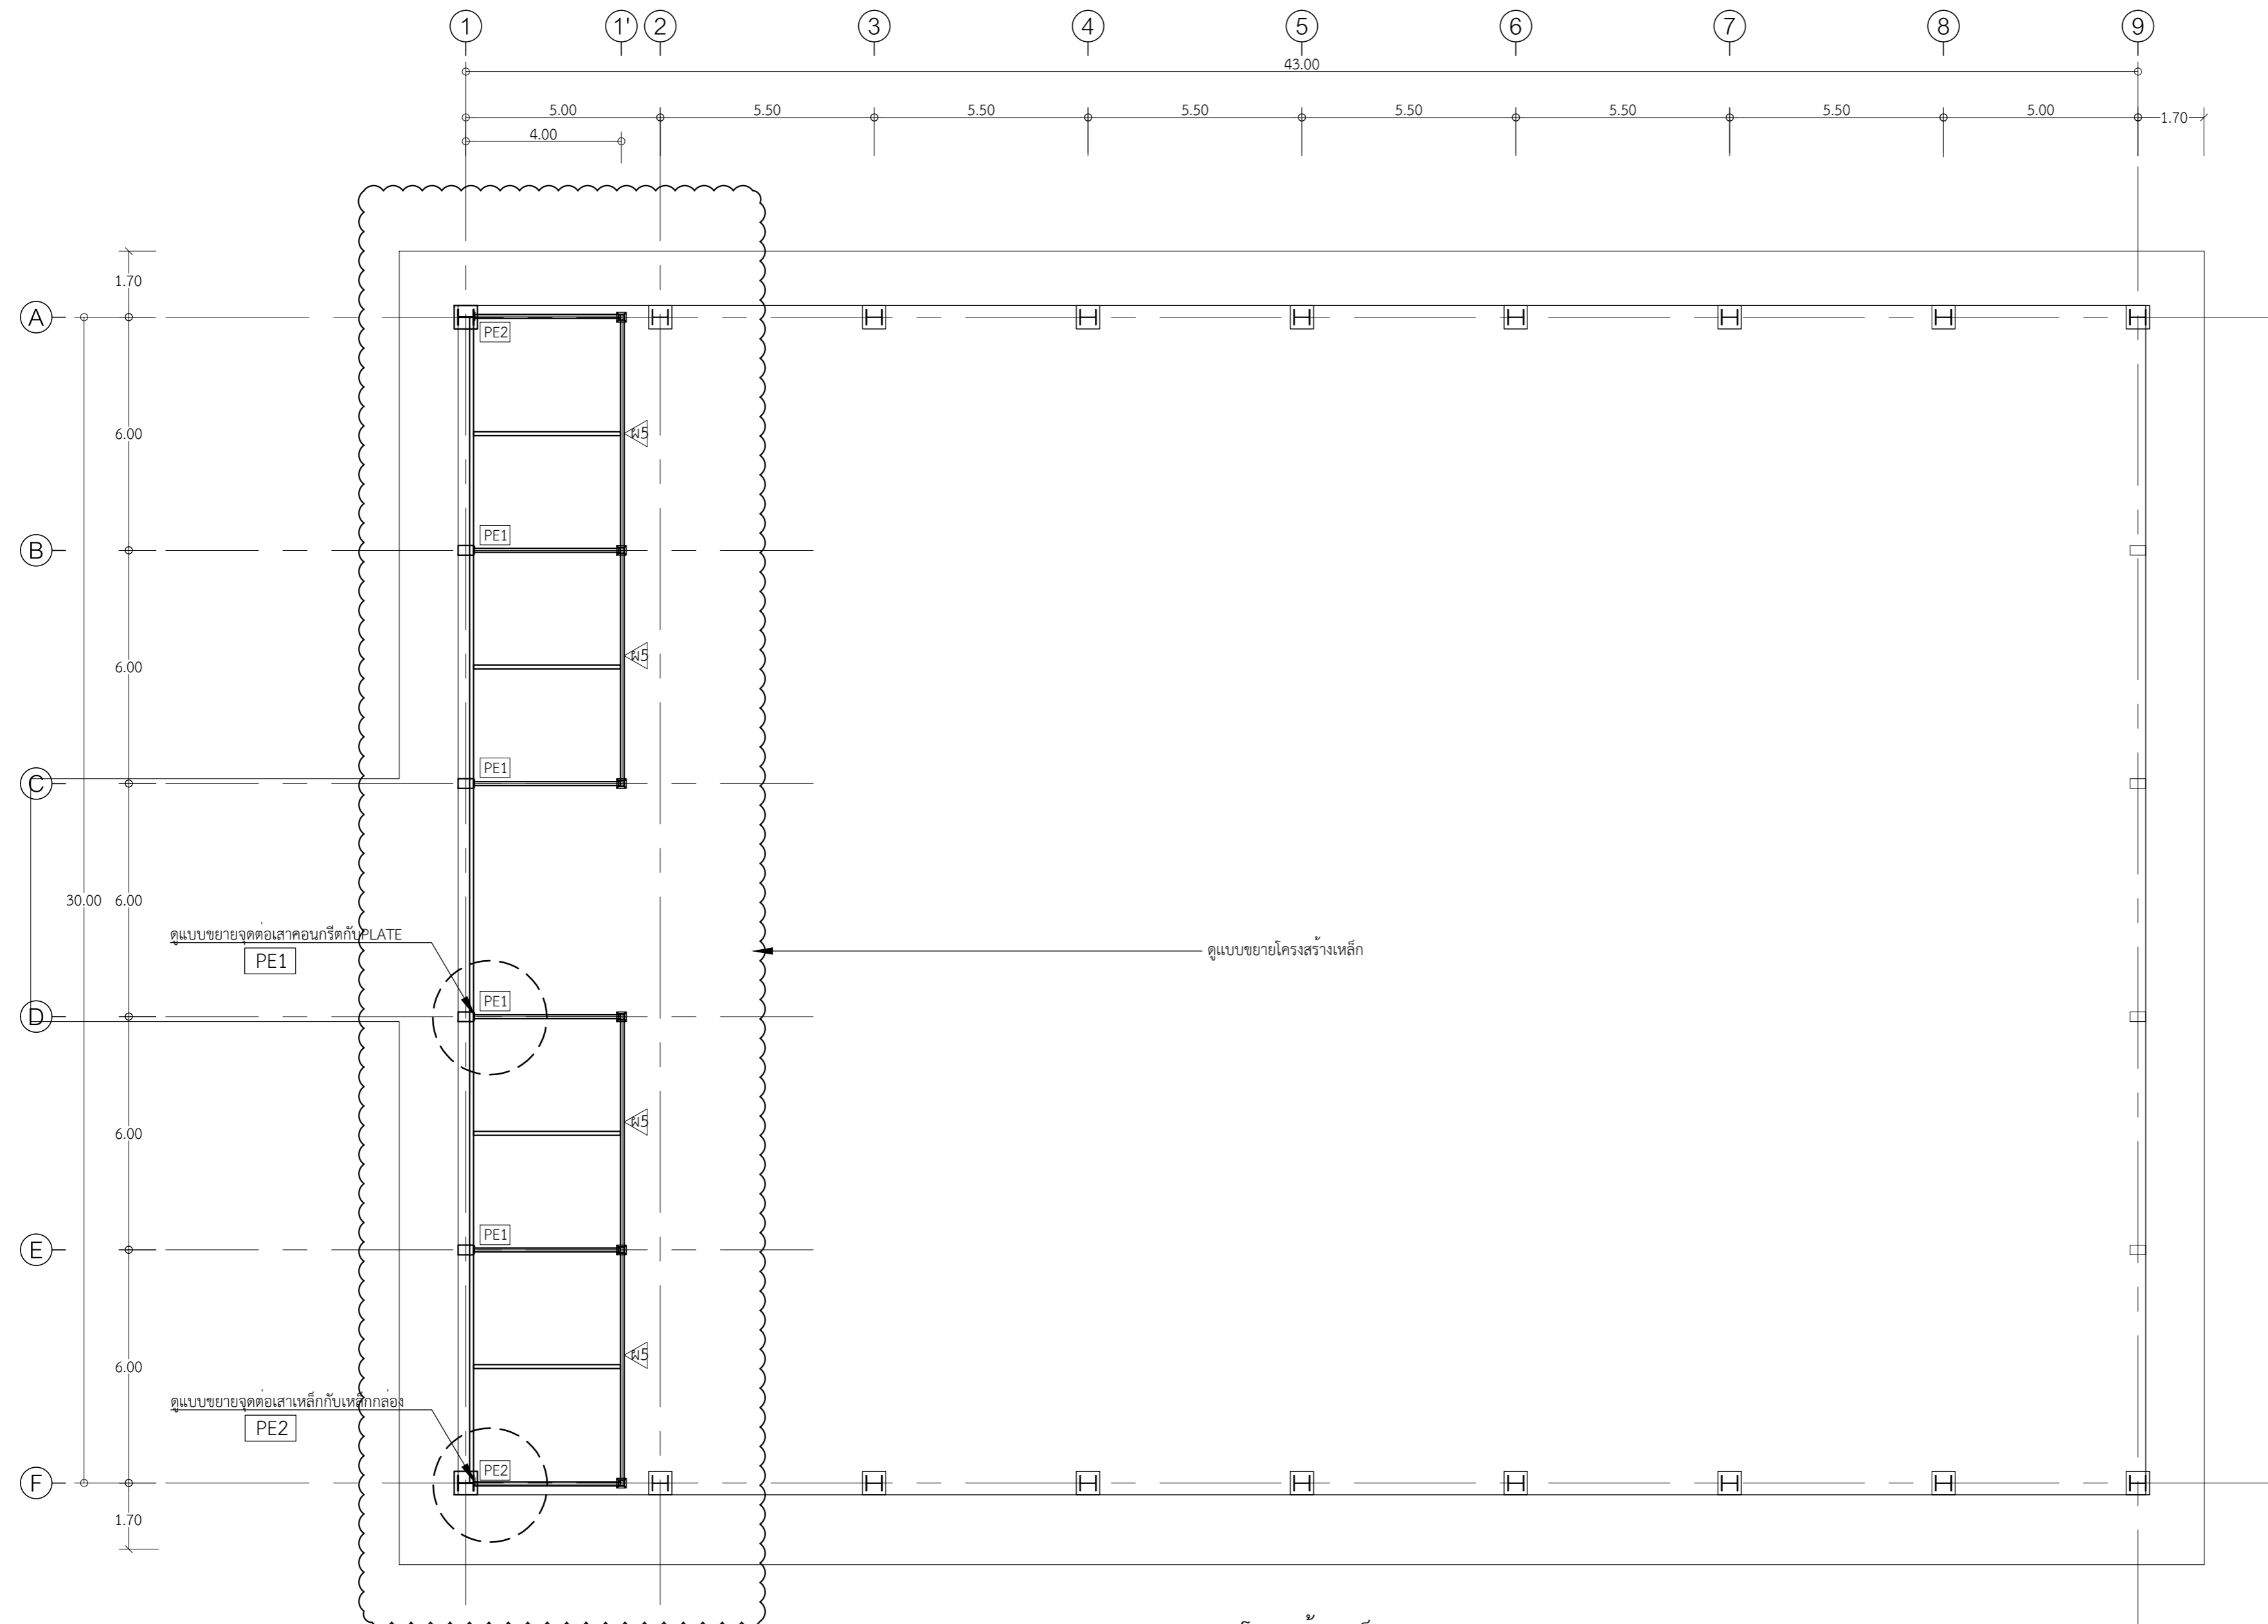 1 1' 2 3 4 5 6 7 8 9
43.00
5.00 5.50 5.50 5.50 5.50 5.50 5.50 5.00 1.70
4.00
1.70
A
PE2
6.00 ผ5
B PE1
6.00 ผ5
C PE1
30.00 6.00
ดูแบบขยายจุดต่อเสาคอนกรีตกับPLATE
PE1
ดูแบบขยายโครงสร้างเหล็ก
D PE1
6.00 ผ5
E PE1
6.00 ผ5
ดูแบบขยายจุดต่อเสาเหล็กกับเหล็กกล่อง
PE2
F PE2
1.70